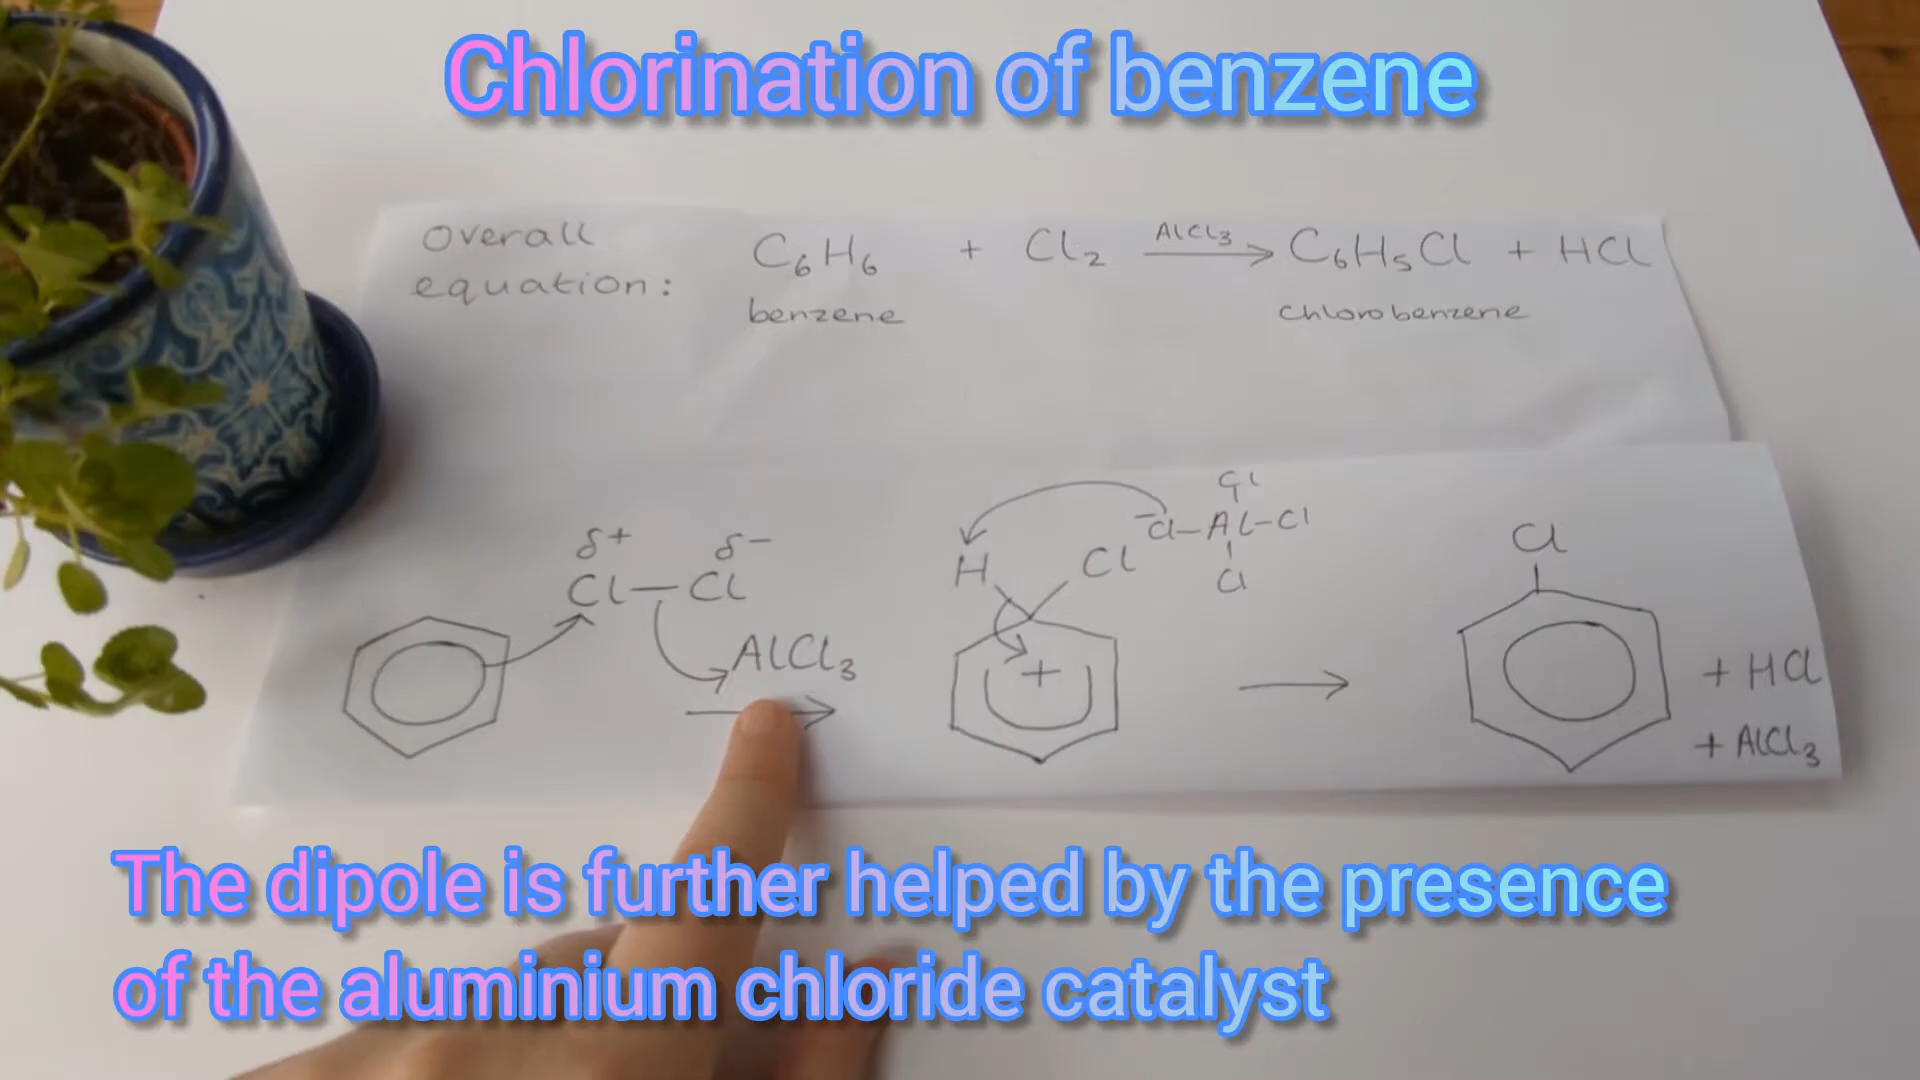 Chlorination of benzene
Overall equation: C₆H₆ + Cl₂ AlCl₃ → C₆H₅Cl + HCl
benzene chlorobenzene
δ+ δ−
Cl—Cl
AlCl₃
→
H Cl
+
Cl
−Cl—Al—Cl
Cl
→
Cl
+ HCl
+ AlCl₃
The dipole is further helped by the presence
of the aluminium chloride catalyst